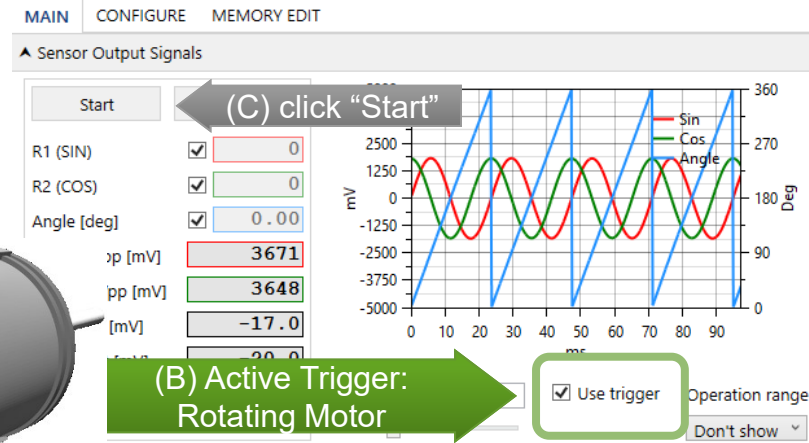 MAIN CONFIGURE MEMORY EDIT
Sensor Output Signals
Start
(C) click “Start”
R1 (SIN) 0
R2 (COS) 0
Angle [deg] 0.00
pp [mV] 3671
pp [mV] 3648
[mV] -17.0
-20.0
2500
1250
0
-1250
-2500
-3750
-5000
mV
0 10 20 30 40 50 60 70 80 90
ms
360
270
180
90
0
Deg
Sin
Cos
Angle
(B) Active Trigger:
Rotating Motor
Use trigger
Operation range
Don't show